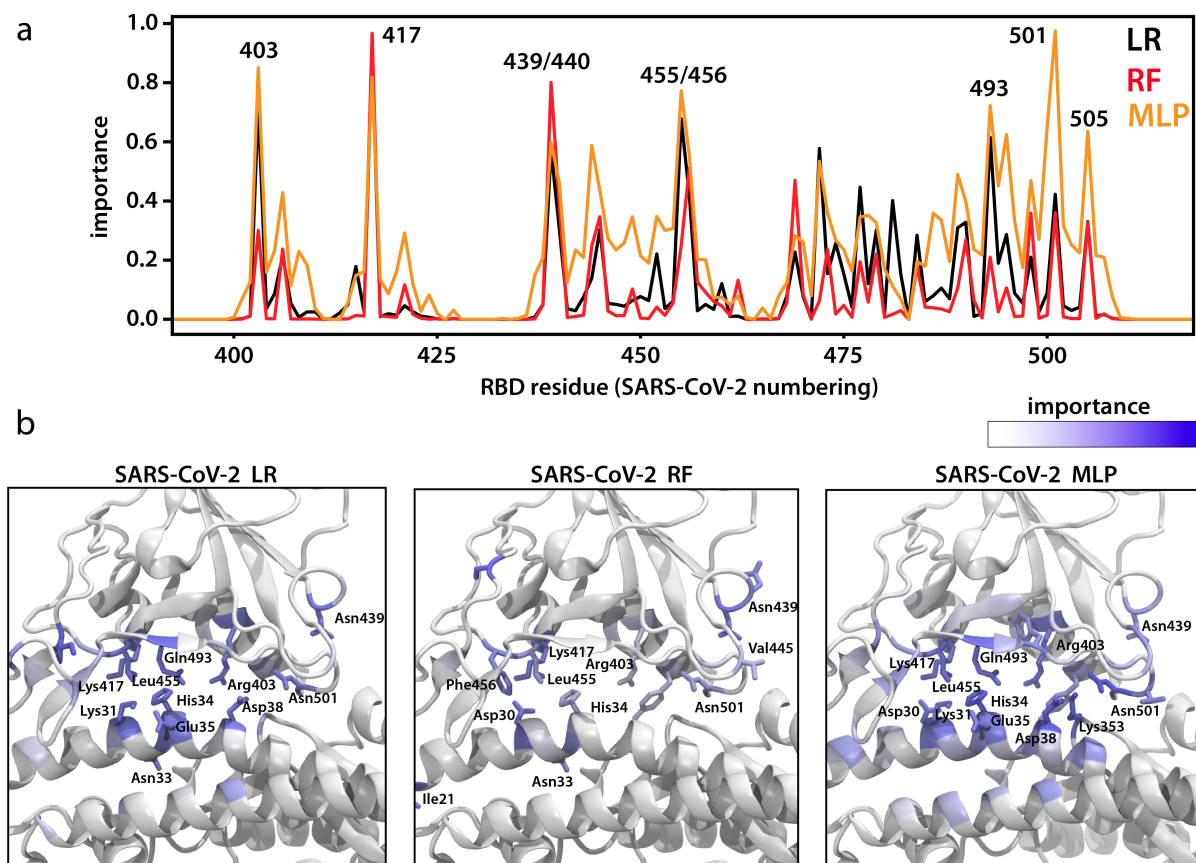 a
1.0
0.8
0.6
0.4
0.2
0.0
importance
403
417
439/440
455/456
493
501
505
LR
RF
MLP
400
425
450
475
500
RBD residue (SARS-CoV-2 numbering)
b
importance
SARS-CoV-2 LR
Asn439
Gln493
Lys417
Leu455
Arg403
Asn501
Lys31
His34
Asp38
Glu35
Asn33
SARS-CoV-2 RF
Asn439
Lys417
Val445
Arg403
Phe456
Leu455
Asp30
His34
Asn501
Asn33
Ile21
SARS-CoV-2 MLP
Asn439
Arg403
Lys417
Gln493
Leu455
Asp30
Lys31
His34
Asn501
Glu35
Lys353
Asp38